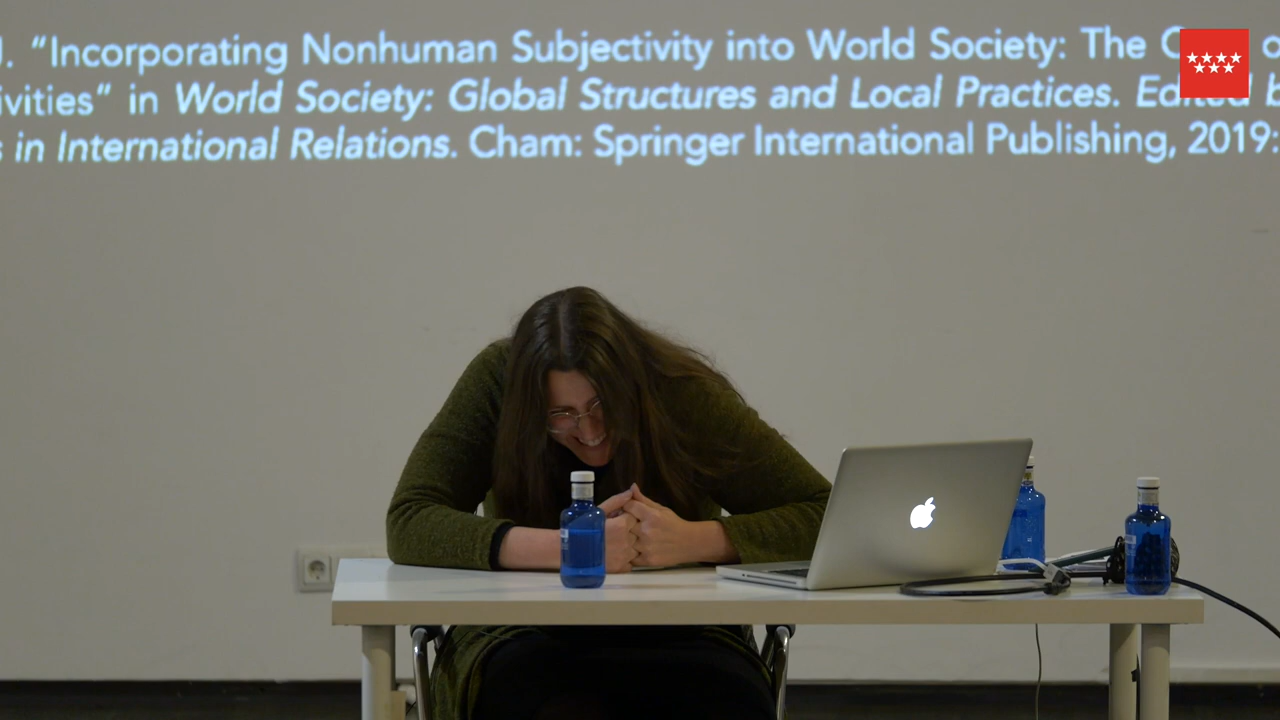 . "Incorporating Nonhuman Subjectivity into World Society: The
ivities" in World Society: Global Structures and Local Practices. Edited b
s in International Relations. Cham: Springer International Publishing, 2019: